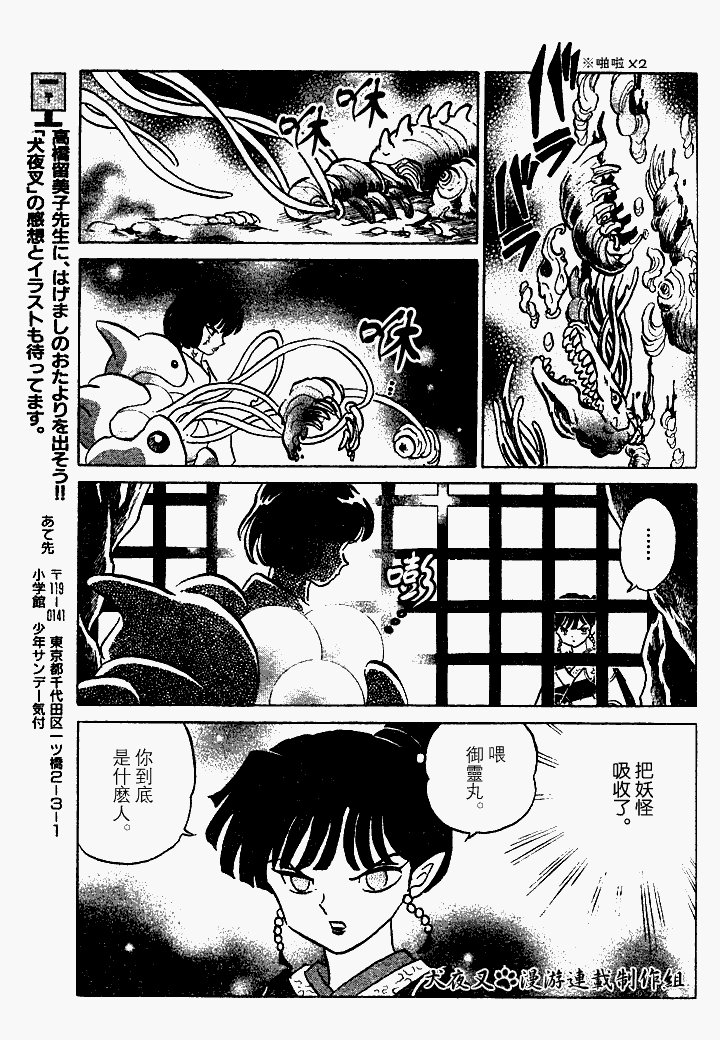 ※啪啦 X2
バババ
咻
咻
咻
……
嘭
把妖怪
吸收了。
喂
御靈丸。
你到底
是什麽人。
犬夜叉 漫游連載制作組
高橋留美子先生に、はげましのおたよりを出そう!!
「犬夜叉」の感想とイラストも待ってます。
あて先
〒119-0141 東京都千代田区一ツ橋2-3-1
小学館 少年サンデー気付